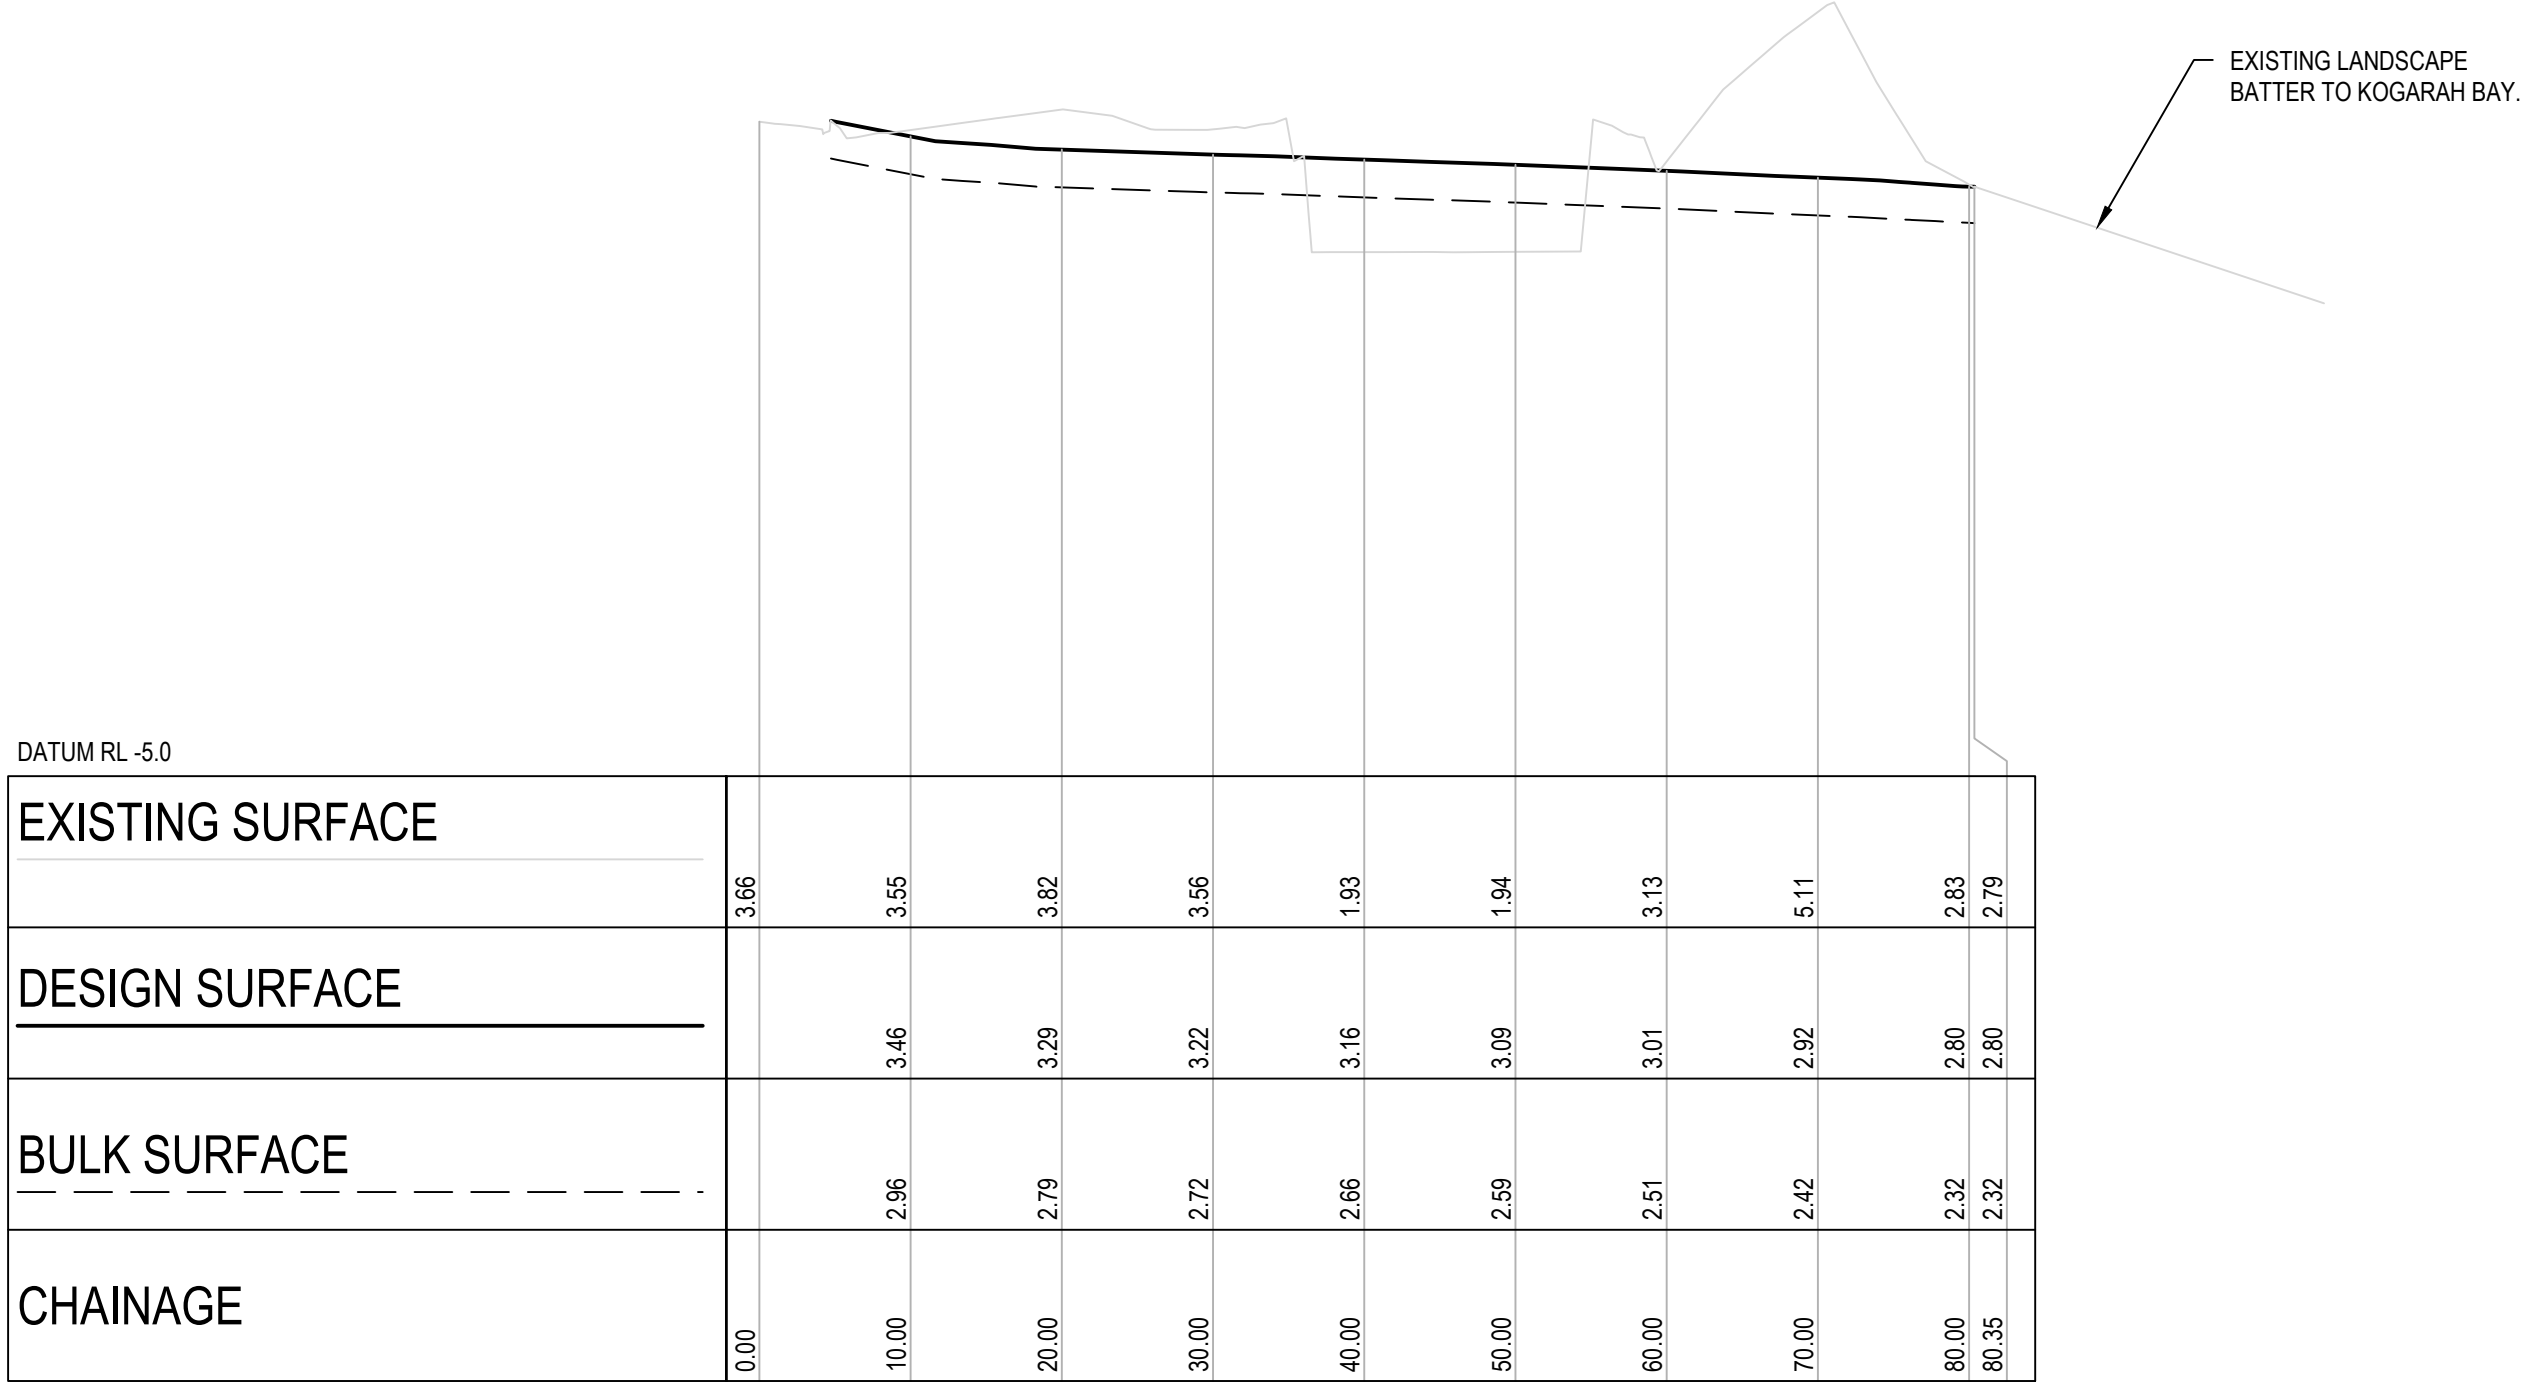 EXISTING LANDSCAPE
BATTER TO KOGARAH BAY.
DATUM RL -5.0
EXISTING SURFACE
3.66 3.55 3.82 3.56 1.93 1.94 3.13 5.11 2.83 2.79
DESIGN SURFACE
3.46 3.29 3.22 3.16 3.09 3.01 2.92 2.80 2.80
BULK SURFACE
2.96 2.79 2.72 2.66 2.59 2.51 2.42 2.32 2.32
CHAINAGE
0.00 10.00 20.00 30.00 40.00 50.00 60.00 70.00 80.00 80.35